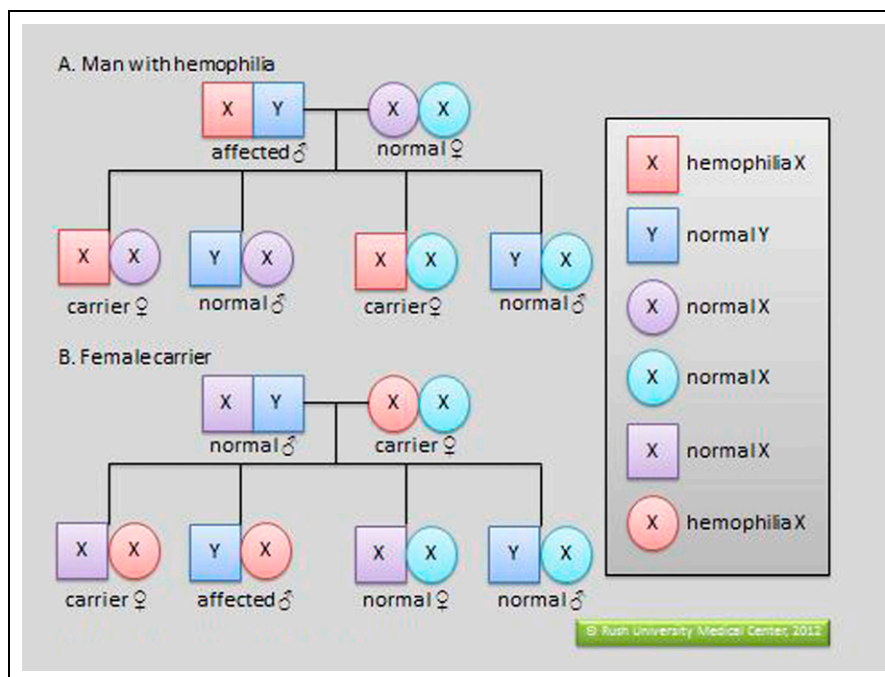 A. Man with hemophilia
X Y X X
affected ♂ normal ♀
X X Y X X X Y X
carrier ♀ normal ♂ carrier ♀ normal ♂
B. Female carrier
X Y X X
normal ♂ carrier ♀
X X Y X X X Y X
carrier ♀ affected ♂ normal ♀ normal ♂
X hemophilia X
Y normal Y
X normal X
X normal X
X normal X
X hemophilia X
© Rush University Medical Center, 2012